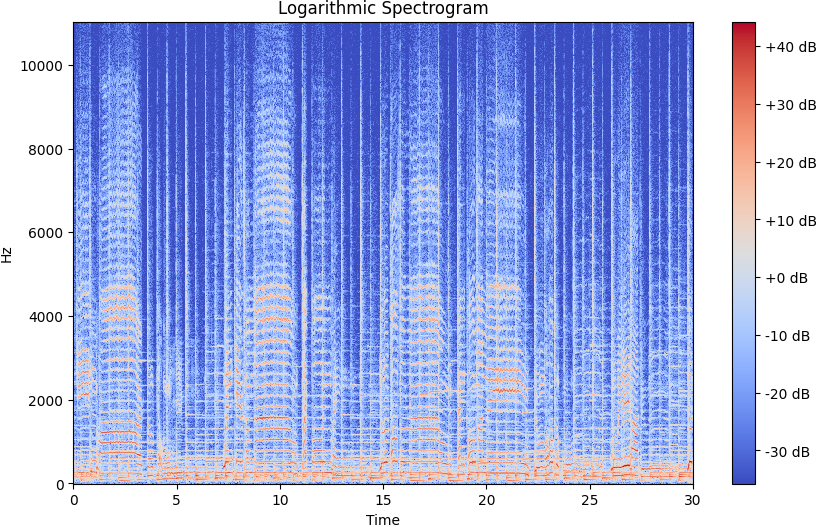 Logarithmic Spectrogram
Hz
10000
8000
6000
4000
2000
0
0 5 10 15 20 25 30
Time
+40 dB
+30 dB
+20 dB
+10 dB
+0 dB
-10 dB
-20 dB
-30 dB